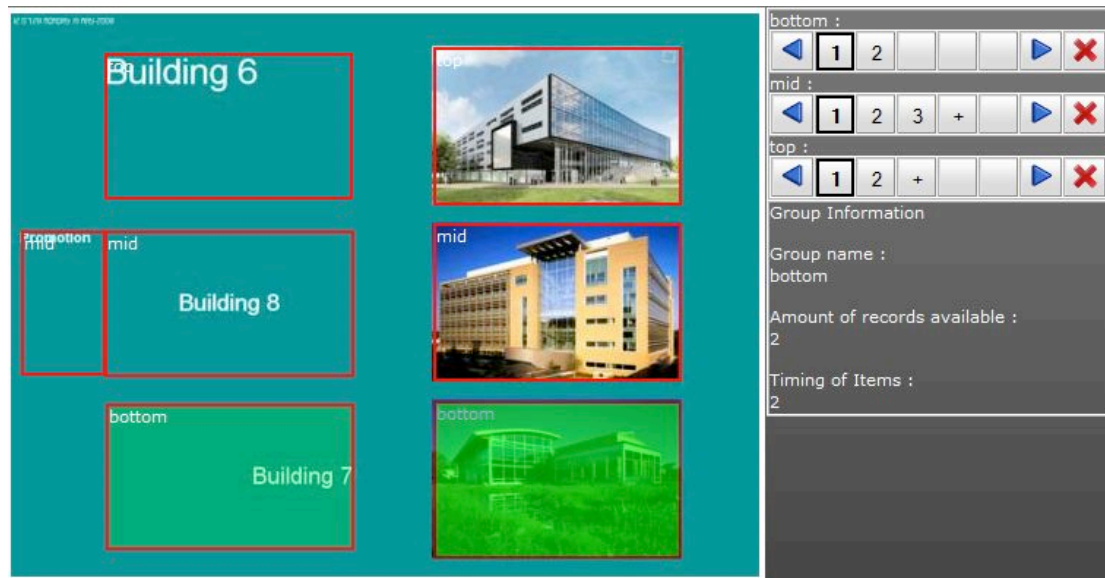 top
Building 6
top
Promotion
mid
mid
Building 8
mid
bottom
Building 7
bottom
bottom :
1 2
mid :
1 2 3 +
top :
1 2 +
Group Information
Group name :
bottom
Amount of records available :
2
Timing of Items :
2